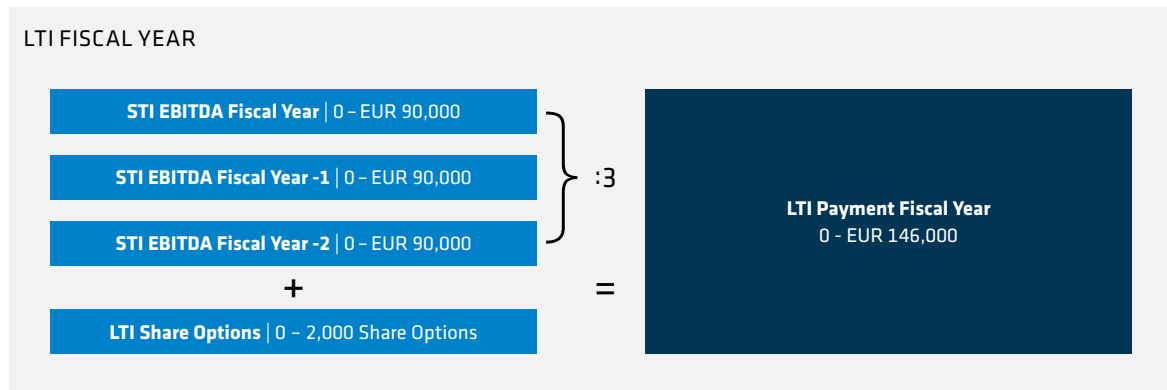 LTI FISCAL YEAR
STI EBITDA Fiscal Year | 0 – EUR 90,000
STI EBITDA Fiscal Year -1 | 0 – EUR 90,000
:3
STI EBITDA Fiscal Year -2 | 0 – EUR 90,000
+
=
LTI Share Options | 0 – 2,000 Share Options
LTI Payment Fiscal Year
0 - EUR 146,000